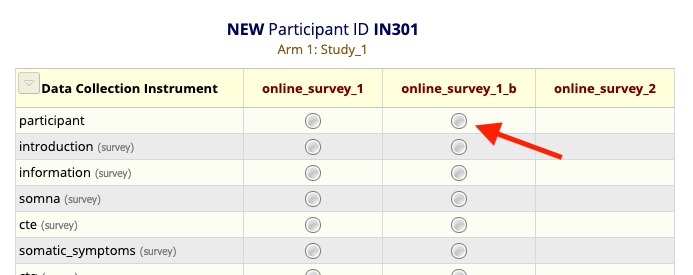 NEW Participant ID IN301
Arm 1: Study_1
Data Collection Instrument online_survey_1 online_survey_1_b online_survey_2
participant
introduction (survey)
information (survey)
somna (survey)
cte (survey)
somatic_symptoms (survey)